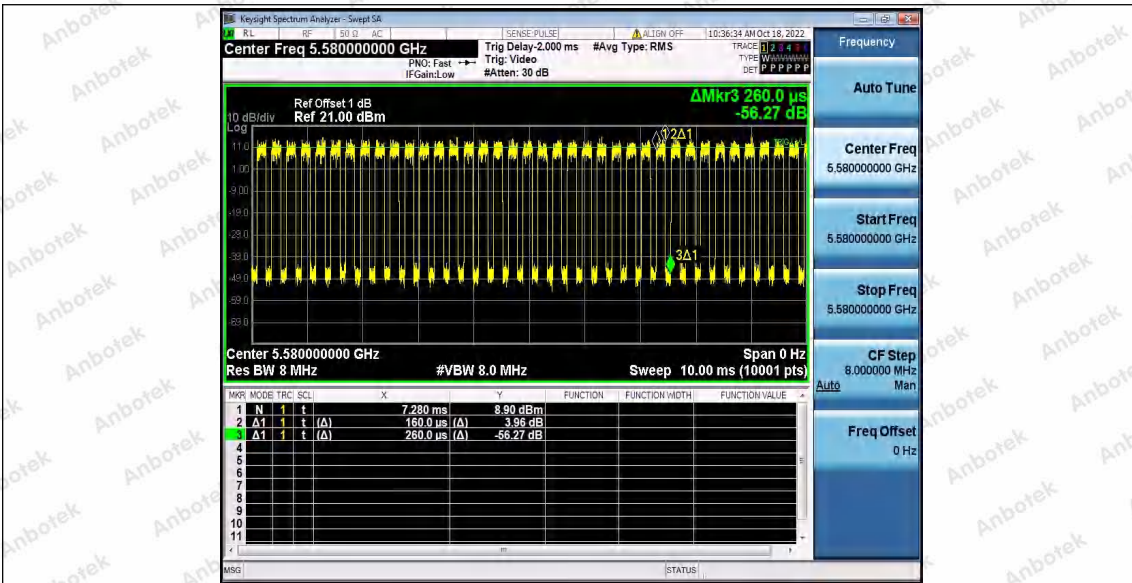 Keysight Spectrum Analyzer - Swept SA
RL RF 50 Ω AC SENSE:PULSE ALIGN OFF 10:36:34 AM Oct 18, 2022
Center Freq 5.580000000 GHz
PNO: Fast
IFGain:Low
Trig Delay-2.000 ms
Trig: Video
#Atten: 30 dB
#Avg Type: RMS
TRACE 1 2 3 4 5 6
TYPE WWWWWW
DET P P P P P P
ΔMkr3 260.0 µs
-56.27 dB
Ref Offset 1 dB
10 dB/div Ref 21.00 dBm
Log
11.0
1.00
-9.00
-19.0
-29.0
-39.0
-49.0
-59.0
-69.0
2Δ1
3Δ1
Center 5.580000000 GHz Span 0 Hz
Res BW 8 MHz #VBW 8.0 MHz Sweep 10.00 ms (10001 pts)
MKR MODE TRC SCL X Y FUNCTION FUNCTION WIDTH FUNCTION VALUE
1 N 1 t 7.280 ms 8.90 dBm
2 Δ1 1 t (Δ) 160.0 µs (Δ) 3.96 dB
3 Δ1 1 t (Δ) 260.0 µs (Δ) -56.27 dB
4
5
6
7
8
9
10
11
MSG STATUS
Frequency
Auto Tune
Center Freq
5.580000000 GHz
Start Freq
5.580000000 GHz
Stop Freq
5.580000000 GHz
CF Step
8.000000 MHz
Auto Man
Freq Offset
0 Hz
Anbotek